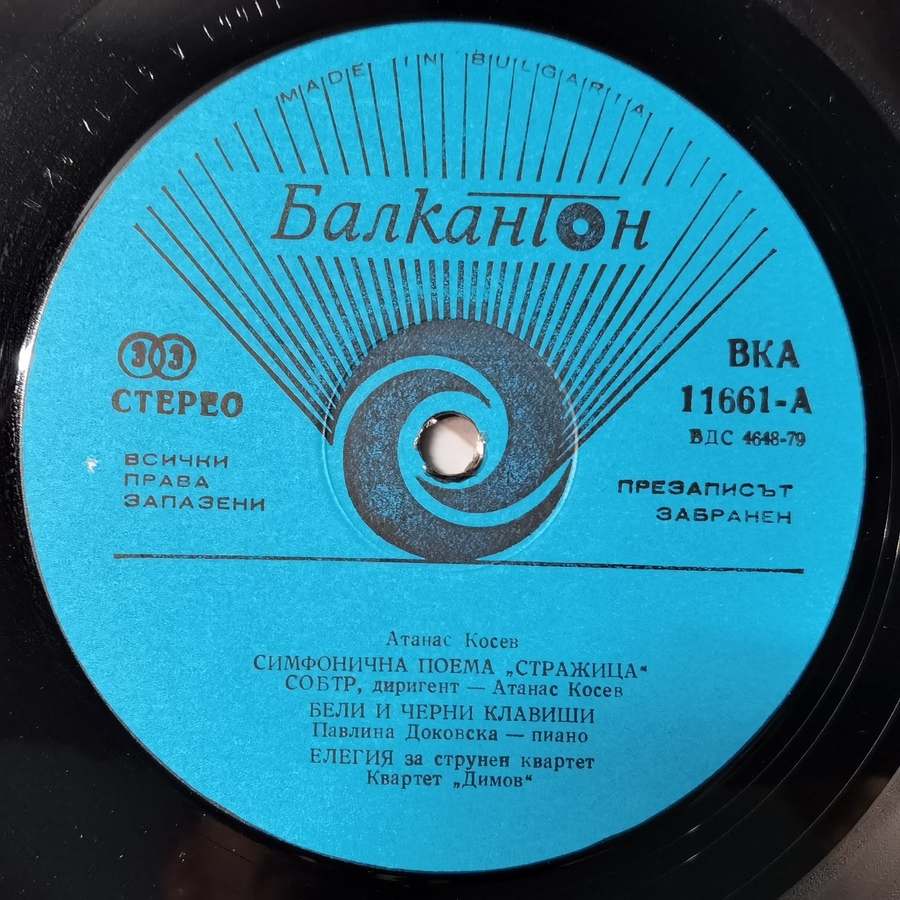 MADE IN BULGARIA
Балкантон
33
СТЕРЕО
ВКА
11661-А
БДС 4648-79
ВСИЧКИ
ПРАВА
ЗАПАЗЕНИ
ПРЕЗАПИСЪТ
ЗАБРАНЕН
Атанас Косев
СИМФОНИЧНА ПОЕМА „СТРАЖИЦА“
СОБТР, диригент — Атанас Косев
БЕЛИ И ЧЕРНИ КЛАВИШИ
Павлина Доковска — пиано
ЕЛЕГИЯ за струнен квартет
Квартет „Димов“